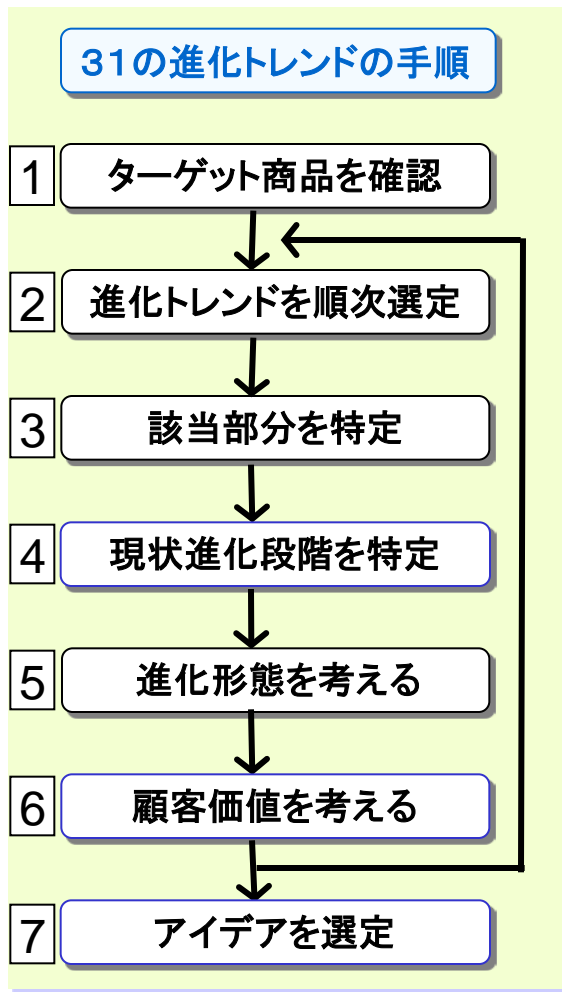 31の進化トレンドの手順
1 ターゲット商品を確認
2 進化トレンドを順次選定
3 該当部分を特定
4 現状進化段階を特定
5 進化形態を考える
6 顧客価値を考える
7 アイデアを選定